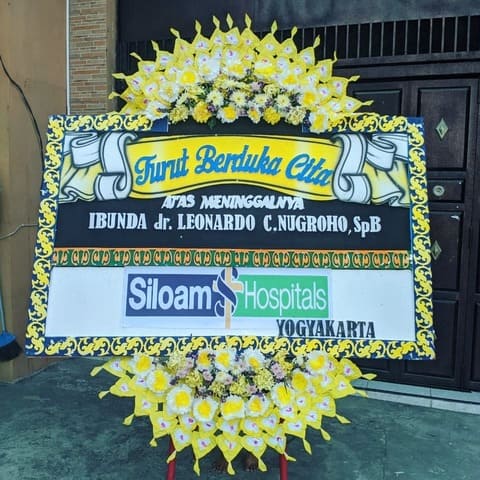 Turut Berduka Cita
ATAS MENINGGALNYA
IBUNDA dr. LEONARDO C.NUGROHO, SpB
Siloam Hospitals
YOGYAKARTA